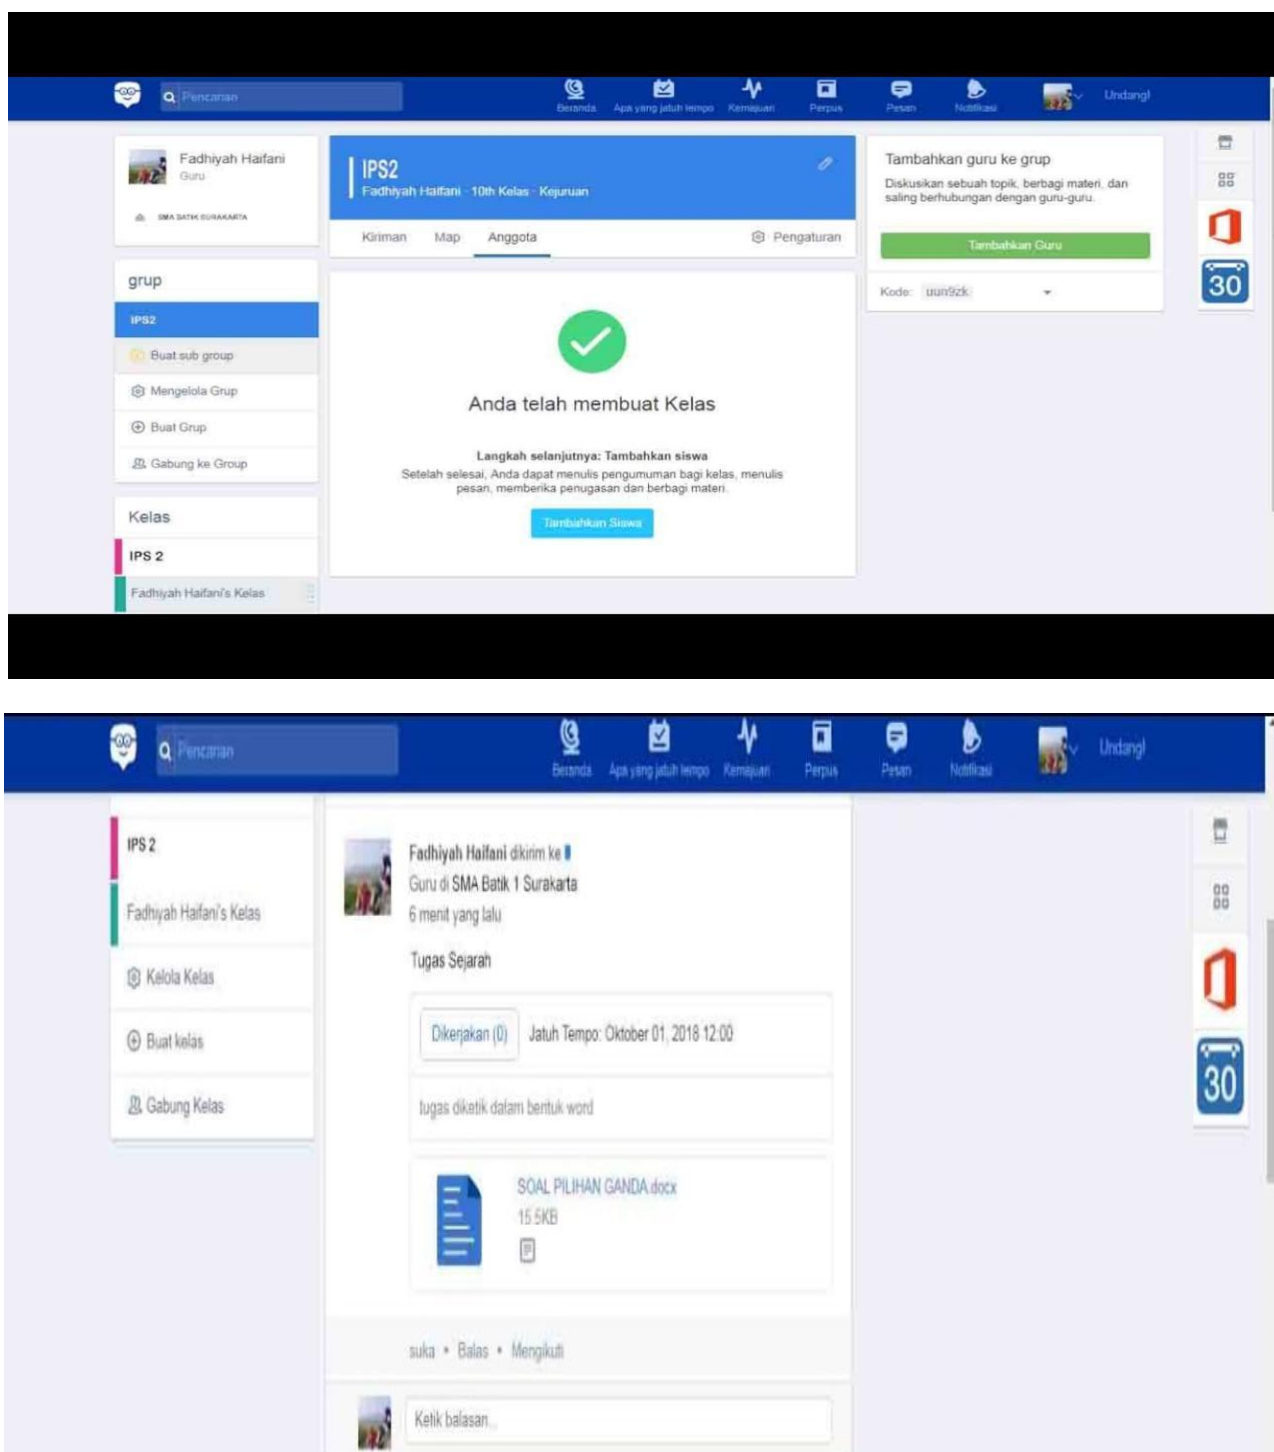 Pencarian
Beranda
Apa yang jatuh tempo
Kemajuan
Perpus
Pesan
Notifikasi
Undang!
Fadhiyah Haifani
Guru
SMA BATIK SURAKARTA
grup
IPS2
Buat sub group
Mengelola Grup
Buat Grup
Gabung ke Group
Kelas
IPS 2
Fadhiyah Haifani's Kelas
IPS2
Fadhiyah Haifani - 10th Kelas - Kejuruan
Kiriman
Map
Anggota
Pengaturan
Anda telah membuat Kelas
Langkah selanjutnya: Tambahkan siswa
Setelah selesai, Anda dapat menulis pengumuman bagi kelas, menulis
pesan, memberika penugasan dan berbagi materi.
Tambahkan Siswa
Tambahkan guru ke grup
Diskusikan sebuah topik, berbagi materi, dan
saling berhubungan dengan guru-guru.
Tambahkan Guru
Kode: uun9zk
30
Pencarian
Beranda
Apa yang jatuh tempo
Kemajuan
Perpus
Pesan
Notifikasi
Undang!
IPS 2
Fadhiyah Haifani's Kelas
Kelola Kelas
Buat kelas
Gabung Kelas
Fadhiyah Haifani dikirim ke
Guru di SMA Batik 1 Surakarta
6 menit yang lalu
Tugas Sejarah
Dikerjakan (0) Jatuh Tempo: Oktober 01, 2018 12:00
tugas diketik dalam bentuk word
SOAL PILIHAN GANDA.docx
15.5KB
suka • Balas • Mengikuti
Ketik balasan...
30